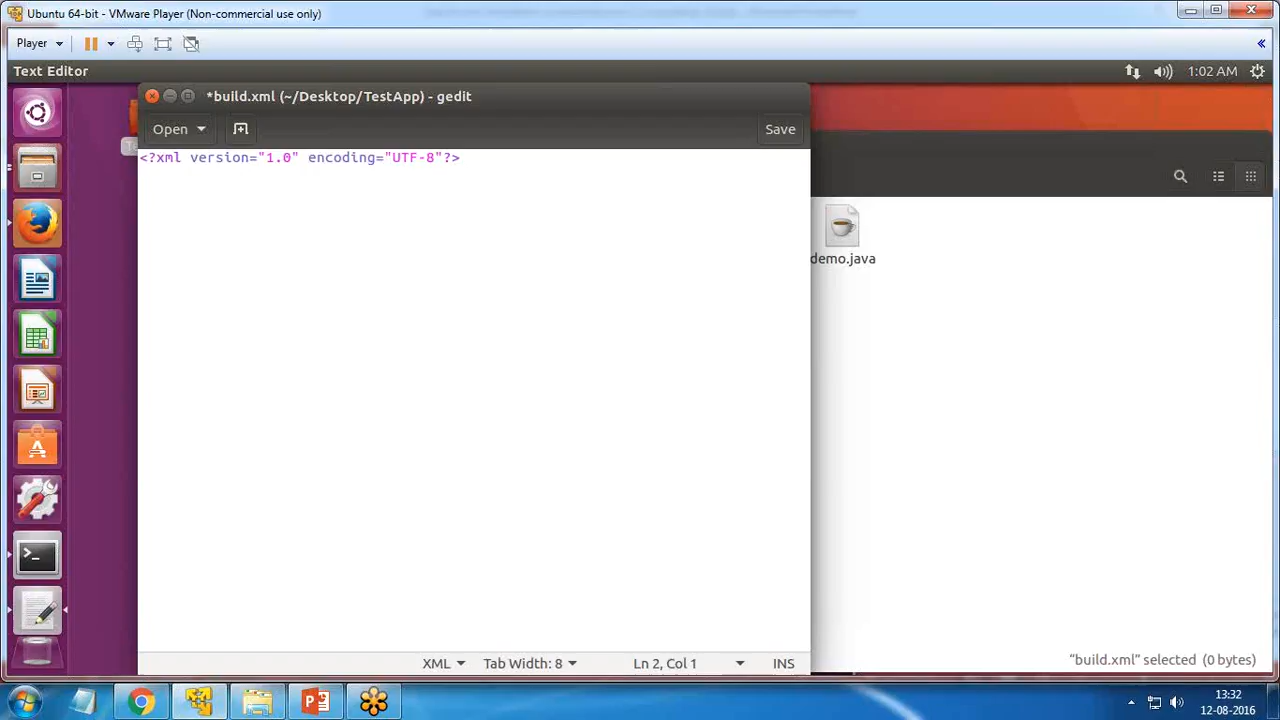 Ubuntu 64-bit - VMware Player (Non-commercial use only)
Player
Text Editor
1:02 AM
*build.xml (~/Desktop/TestApp) - gedit
Open
Save
<?xml version="1.0" encoding="UTF-8"?>
demo.java
XML
Tab Width: 8
Ln 2, Col 1
INS
"build.xml" selected (0 bytes)
13:32
12-08-2016